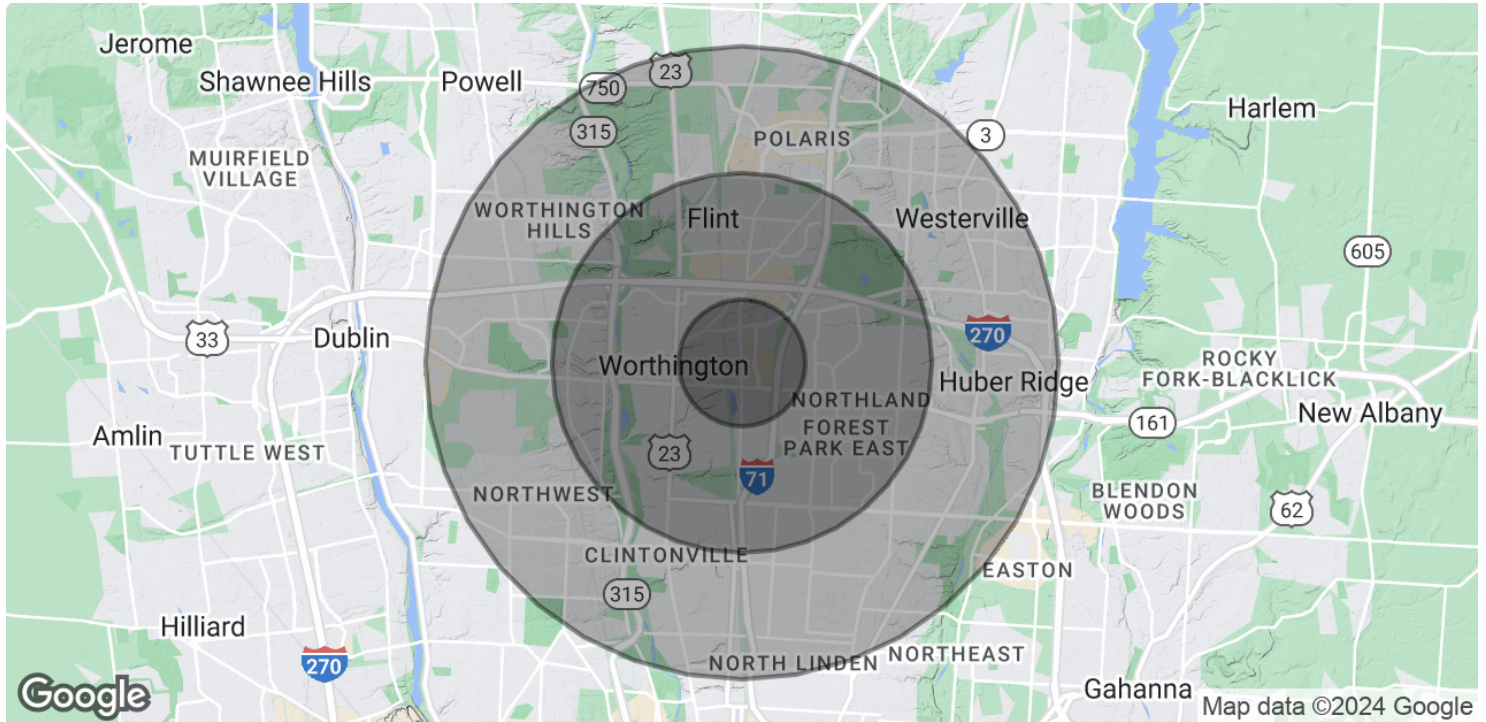 Jerome
Shawnee Hills
Powell
23
750
315
POLARIS
3
Harlem
MUIRFIELD
VILLAGE
WORTHINGTON
HILLS
Flint
Westerville
605
33
Dublin
270
Worthington
Huber Ridge
ROCKY
FORK-BLACKLICK
NORTHLAND
161
New Albany
Amlin
TUTTLE WEST
FOREST
PARK EAST
23
71
NORTHWEST
BLENDON
WOODS
62
CLINTONVILLE
EASTON
315
Hilliard
270
NORTH LINDEN
NORTHEAST
Gahanna
Google
Map data ©2024 Google